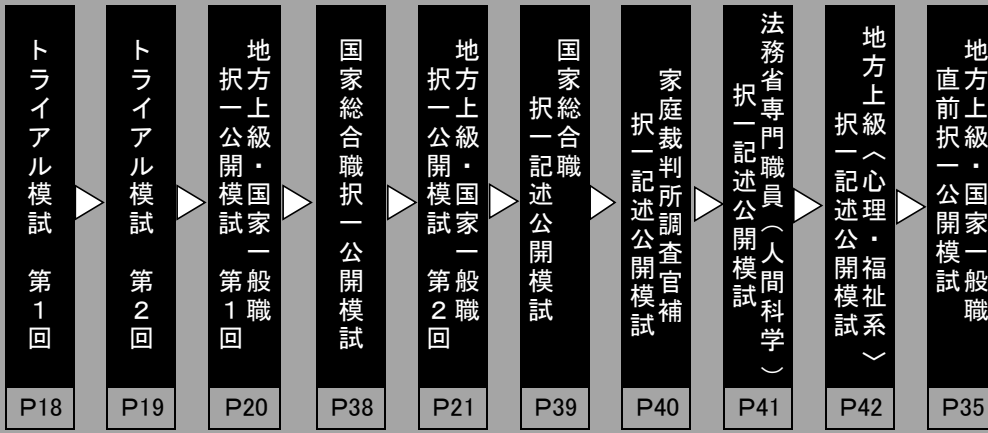 トライアル模試　第1回
P18
トライアル模試　第2回
P19
地方上級・国家一般職
択一公開模試　第1回
P20
国家総合職択一公開模試
P38
地方上級・国家一般職
択一公開模試　第2回
P21
国家総合職
択一記述公開模試
P39
家庭裁判所調査官補
択一記述公開模試
P40
法務省専門職員（人間科学）
択一記述公開模試
P41
地方上級〈心理・福祉系〉
択一記述公開模試
P42
地方上級・国家一般職
直前択一公開模試
P35